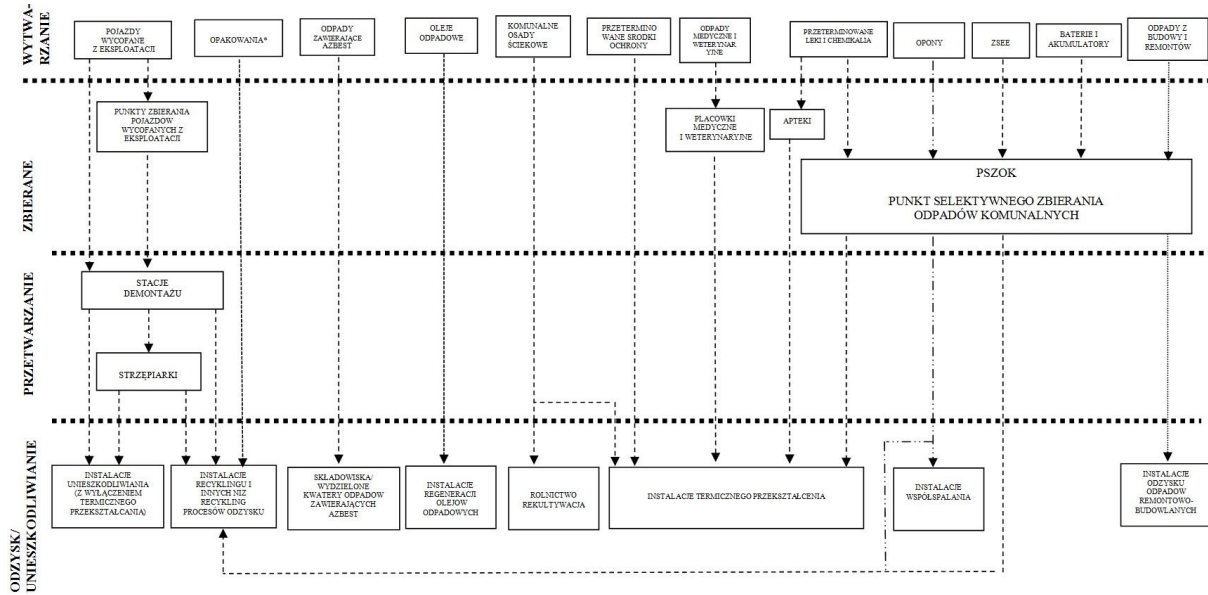 WYTWA-
RZANIE
POJAZDY
WYCOFANE
Z EKSPLOATACJI
OPAKOWANIA*
ODPADY
ZAWIERAJĄCE
AZBEST
OLEJE
ODPADOWE
KOMUNALNE
OSADY
ŚCIEKOWE
PRZETERMINO
WANE SRODKI
OCHRONY
ODPADY
MEDYCZNE I
WETERYNAR
YJNE
PRZETERMINOWANE
LEKI I CHEMIKALIA
OPONY
ZSEE
BATERIE I
AKUMULATORY
ODPADY Z
BUDOWY I
REMONTÓW
ZBIERANE
PUNKTY ZBIERANIA
POJAZDÓW
WYCOFANYCH Z
EKSPLOATACJI
PLACÓWKI
MEDYCZNE
I WETERYNARYJNE
APTEKI
PSZOK
PUNKT SELEKTYWNEGO ZBIERANIA
ODPADÓW KOMUNALNYCH
PRZETWARZANIE
STACJE
DEMONTAŻU
STRZĘPIARKI
ODZYSK/
UNIESZKODLIWIANIE
INSTALACJE
UNIESZKODLIWIANIA
(Z WYŁĄCZENIEM
TERMICZNEGO
PRZEKSZTAŁCANIA)
INSTALACJE
RECYKLINGU I
INNYCH NIŻ
RECYKLING
PROCESÓW ODZYSKU
SKŁADOWISKA/
WYDZIELONE
KWATERY ODPADÓW
ZAWIERAJĄCYCH
AZBEST
INSTALACJE
REGENERACJI
OLEJÓW
ODPADOWYCH
ROLNICTWO
REKULTYWACJA
INSTALACJE TERMICZNEGO PRZEKSZTAŁCENIA
INSTALACJE
WSPÓŁSPALANIA
INSTALACJE
ODZYSKU
ODPADÓW
REMONTOWO-
BUDOWLANYCH